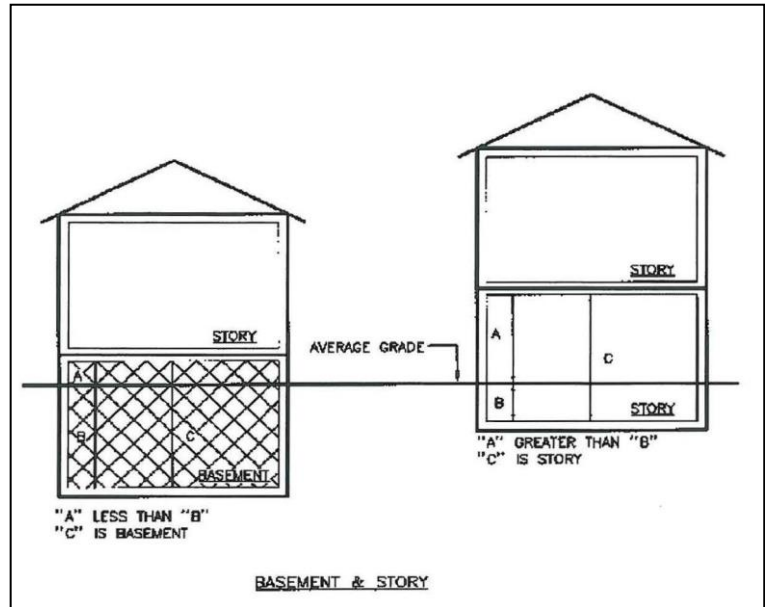 STORY
STORY
AVERAGE GRADE
A
B
C
BASEMENT
A
B
C
STORY
"A" LESS THAN "B"
"C" IS BASEMENT
"A" GREATER THAN "B"
"C" IS STORY
BASEMENT & STORY